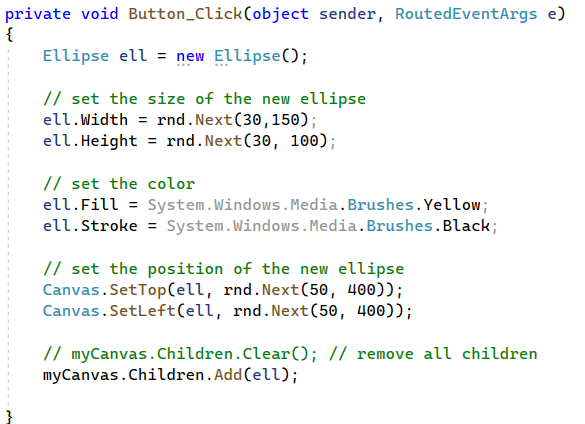 private void Button_Click(object sender, RoutedEventArgs e)
{
Ellipse ell = new Ellipse();
// set the size of the new ellipse
ell.Width = rnd.Next(30,150);
ell.Height = rnd.Next(30, 100);
// set the color
ell.Fill = System.Windows.Media.Brushes.Yellow;
ell.Stroke = System.Windows.Media.Brushes.Black;
// set the position of the new ellipse
Canvas.SetTop(ell, rnd.Next(50, 400));
Canvas.SetLeft(ell, rnd.Next(50, 400));
// myCanvas.Children.Clear(); // remove all children
myCanvas.Children.Add(ell);
}